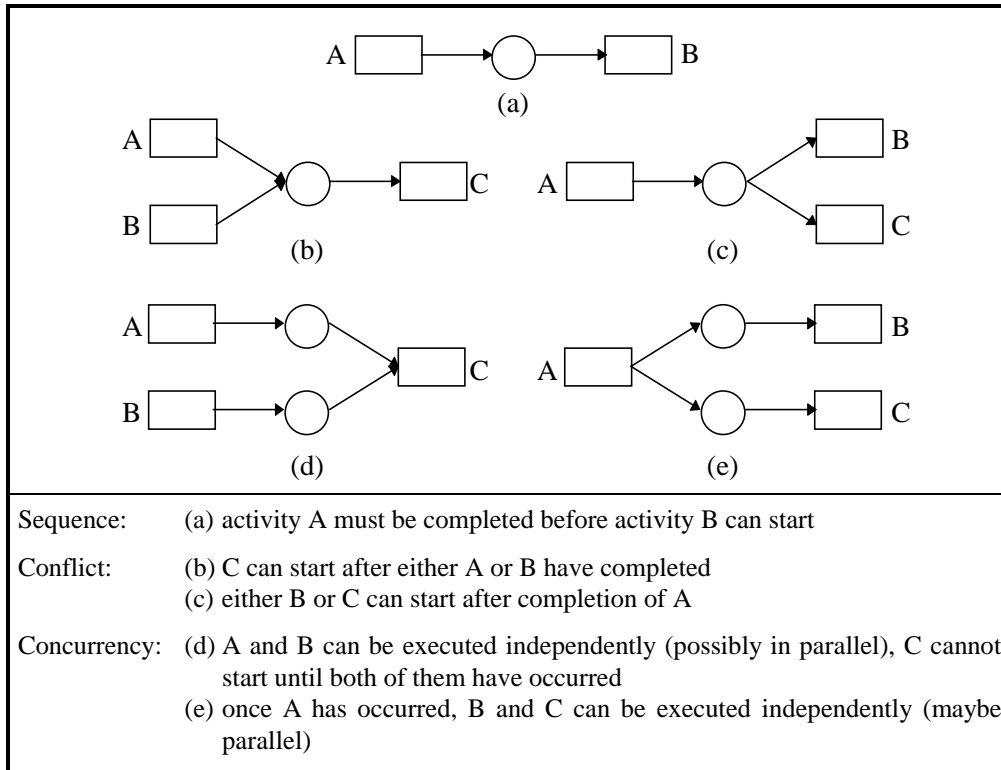 A B
(a)
A B
C A
B C
(b) (c)
A B
C A
B C
(d) (e)
Sequence: (a) activity A must be completed before activity B can start
Conflict: (b) C can start after either A or B have completed
(c) either B or C can start after completion of A
Concurrency: (d) A and B can be executed independently (possibly in parallel), C cannot
start until both of them have occurred
(e) once A has occurred, B and C can be executed independently (maybe
parallel)